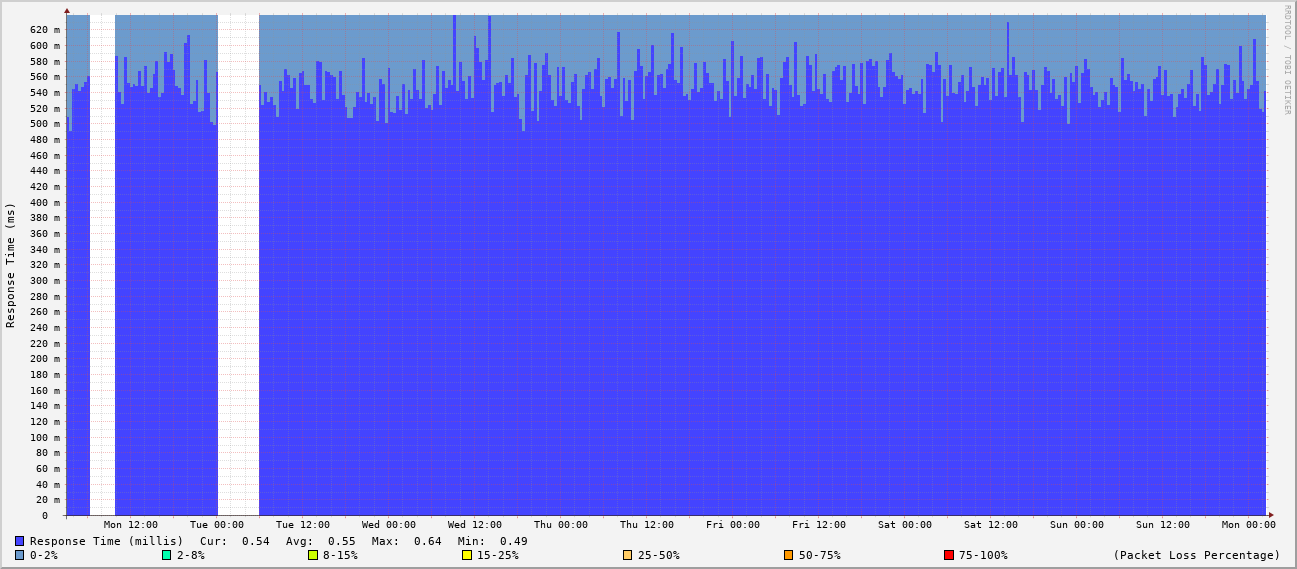 RRDTOOL / TOBI OETIKER
Response Time (ms)
620 m
600 m
580 m
560 m
540 m
520 m
500 m
480 m
460 m
440 m
420 m
400 m
380 m
360 m
340 m
320 m
300 m
280 m
260 m
240 m
220 m
200 m
180 m
160 m
140 m
120 m
100 m
80 m
60 m
40 m
20 m
0
Mon 12:00 Tue 00:00 Tue 12:00 Wed 00:00 Wed 12:00 Thu 00:00 Thu 12:00 Fri 00:00 Fri 12:00 Sat 00:00 Sat 12:00 Sun 00:00 Sun 12:00 Mon 00:00
Response Time (millis) Cur: 0.54 Avg: 0.55 Max: 0.64 Min: 0.49
0-2% 2-8% 8-15% 15-25% 25-50% 50-75% 75-100% (Packet Loss Percentage)